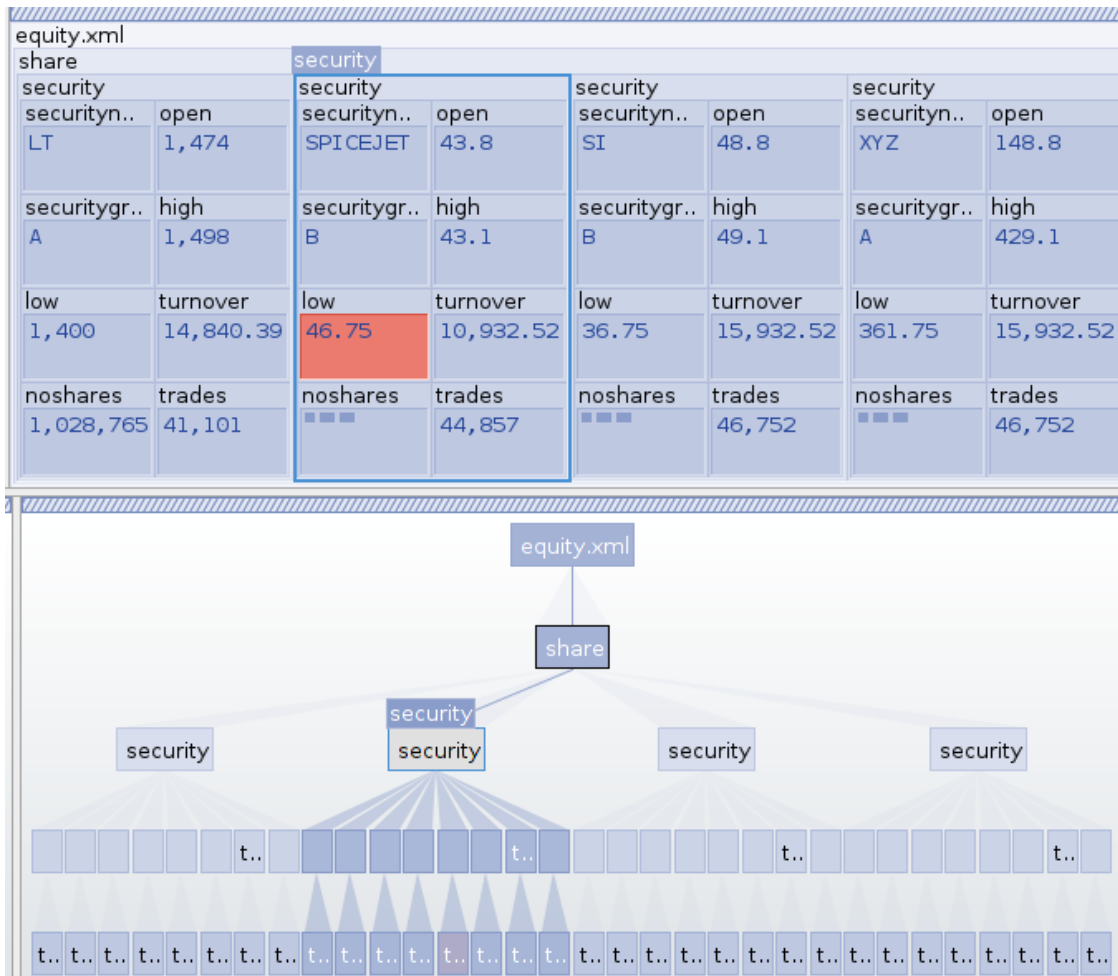 equity.xml
share security
security security security security
securityn.. open securityn.. open securityn.. open securityn.. open
LT 1,474 SPICEJET 43.8 SI 48.8 XYZ 148.8
securitygr.. high securitygr.. high securitygr.. high securitygr.. high
A 1,498 B 43.1 B 49.1 A 429.1
low turnover low turnover low turnover low turnover
1,400 14,840.39 46.75 10,932.52 36.75 15,932.52 361.75 15,932.52
noshares trades noshares trades noshares trades noshares trades
1,028,765 41,101 44,857 46,752 46,752
equity.xml
share
security
security security security security
t.. t.. t.. t..
t.. t.. t.. t.. t.. t.. t.. t.. t.. t.. t.. t.. t.. t.. t.. t.. t.. t.. t.. t.. t.. t.. t.. t.. t.. t.. t.. t.. t.. t.. t.. t..